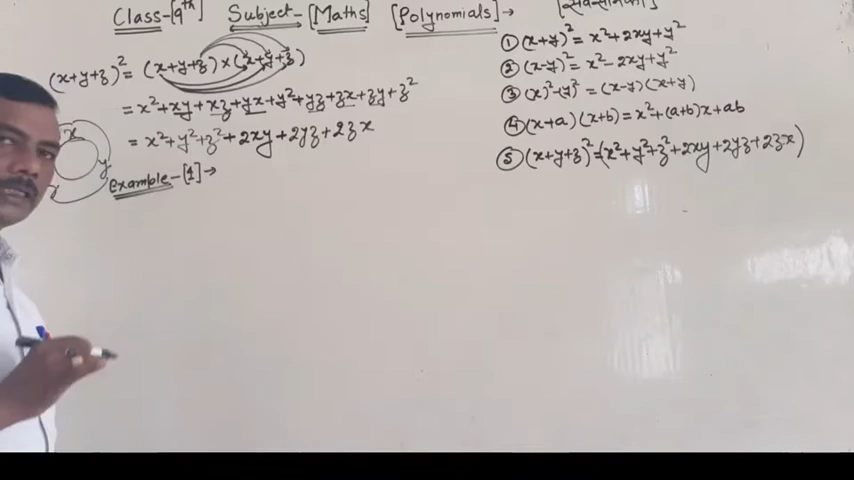 Class-[9th] Subject-[Maths] [Polynomials]→
(x+y+z)² = (x+y+z)×(x+y+z)
= x²+xy+xz+yx+y²+yz+zx+zy+z²
= x²+y²+z²+2xy+2yz+2zx
x
y
z
Example-[1]→
① (x+y)² = x²+2xy+y²
② (x-y)² = x²-2xy+y²
③ (x)²-(y)² = (x-y)(x+y)
④ (x+a)(x+b) = x²+(a+b)x+ab
⑤ (x+y+z)²=(x²+y²+z²+2xy+2yz+2zx)